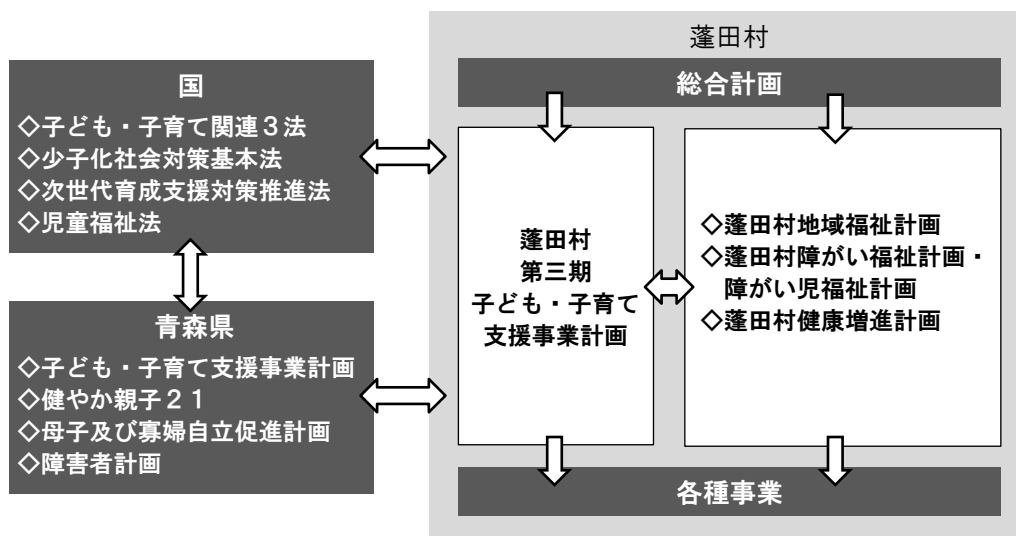 国
◇子ども・子育て関連３法
◇少子化社会対策基本法
◇次世代育成支援対策推進法
◇児童福祉法
青森県
◇子ども・子育て支援事業計画
◇健やか親子２１
◇母子及び寡婦自立促進計画
◇障害者計画
蓬田村
総合計画
蓬田村
第三期
子ども・子育て
支援事業計画
◇蓬田村地域福祉計画
◇蓬田村障がい福祉計画・
障がい児福祉計画
◇蓬田村健康増進計画
各種事業